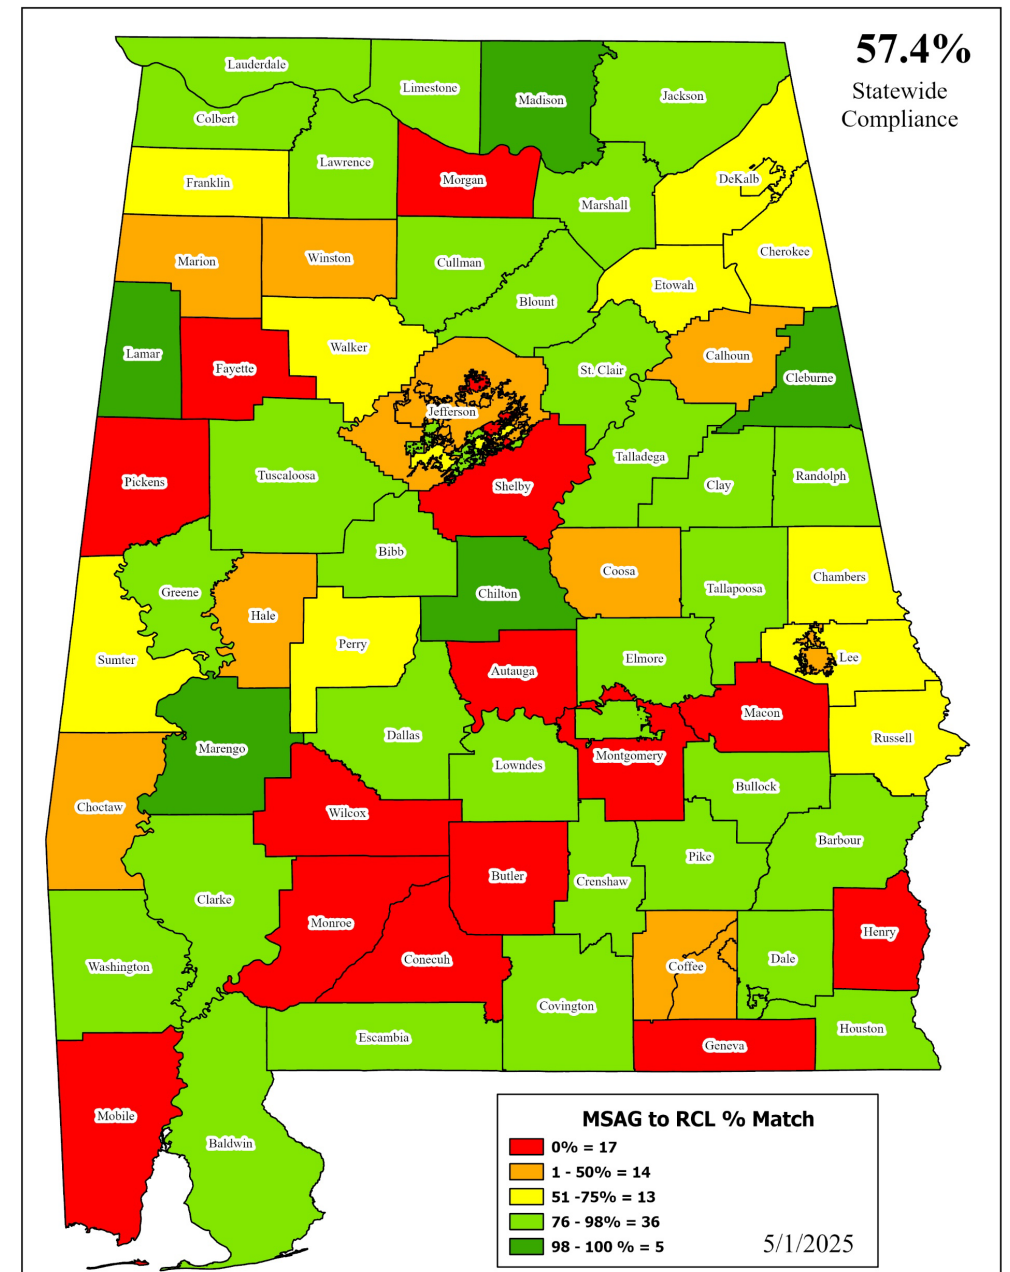 57.4%
Statewide
Compliance
Lauderdale
Limestone
Madison
Jackson
Colbert
Lawrence
Franklin
Morgan
DeKalb
Marshall
Marion
Winston
Cullman
Cherokee
Etowah
Blount
Lamar
Fayette
Walker
Calhoun
St. Clair
Cleburne
Jefferson
Pickens
Tuscaloosa
Shelby
Talladega
Clay
Randolph
Bibb
Coosa
Chambers
Greene
Hale
Chilton
Tallapoosa
Sumter
Perry
Autauga
Elmore
Lee
Marengo
Dallas
Macon
Russell
Lowndes
Montgomery
Bullock
Choctaw
Wilcox
Barbour
Clarke
Butler
Crenshaw
Pike
Monroe
Henry
Washington
Conecuh
Coffee
Dale
Covington
Escambia
Geneva
Houston
Mobile
Baldwin
MSAG to RCL % Match
0% = 17
1 - 50% = 14
51 -75% = 13
76 - 98% = 36
98 - 100 % = 5
5/1/2025